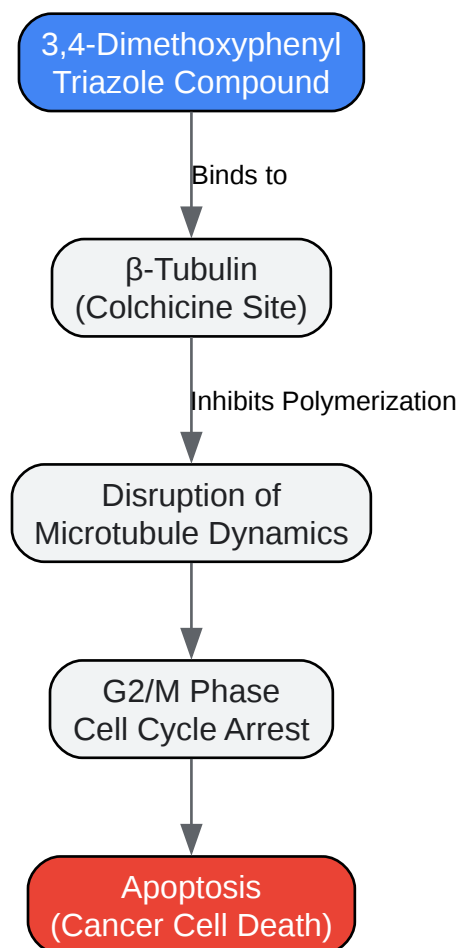 3,4-Dimethoxyphenyl
Triazole Compound
Binds to
β-Tubulin
(Colchicine Site)
Inhibits Polymerization
Disruption of
Microtubule Dynamics
G2/M Phase
Cell Cycle Arrest
Apoptosis
(Cancer Cell Death)